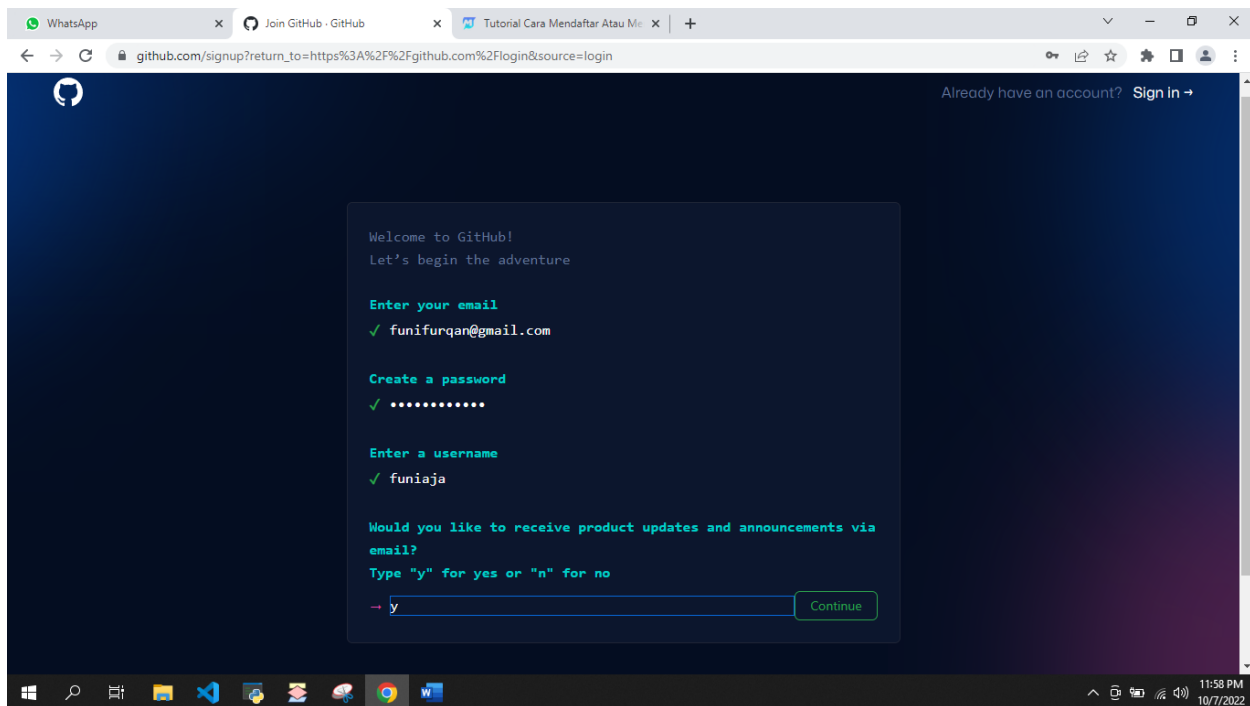 WhatsApp
Join GitHub · GitHub
Tutorial Cara Mendaftar Atau Me
github.com/signup?return_to=https%3A%2F%2Fgithub.com%2Flogin&source=login
Already have an account? Sign in →
Welcome to GitHub!
Let’s begin the adventure
Enter your email
✓ funifurqan@gmail.com
Create a password
✓ ••••••••••••
Enter a username
✓ funiaja
Would you like to receive product updates and announcements via
email?
Type "y" for yes or "n" for no
→ y Continue
11:58 PM
10/7/2022